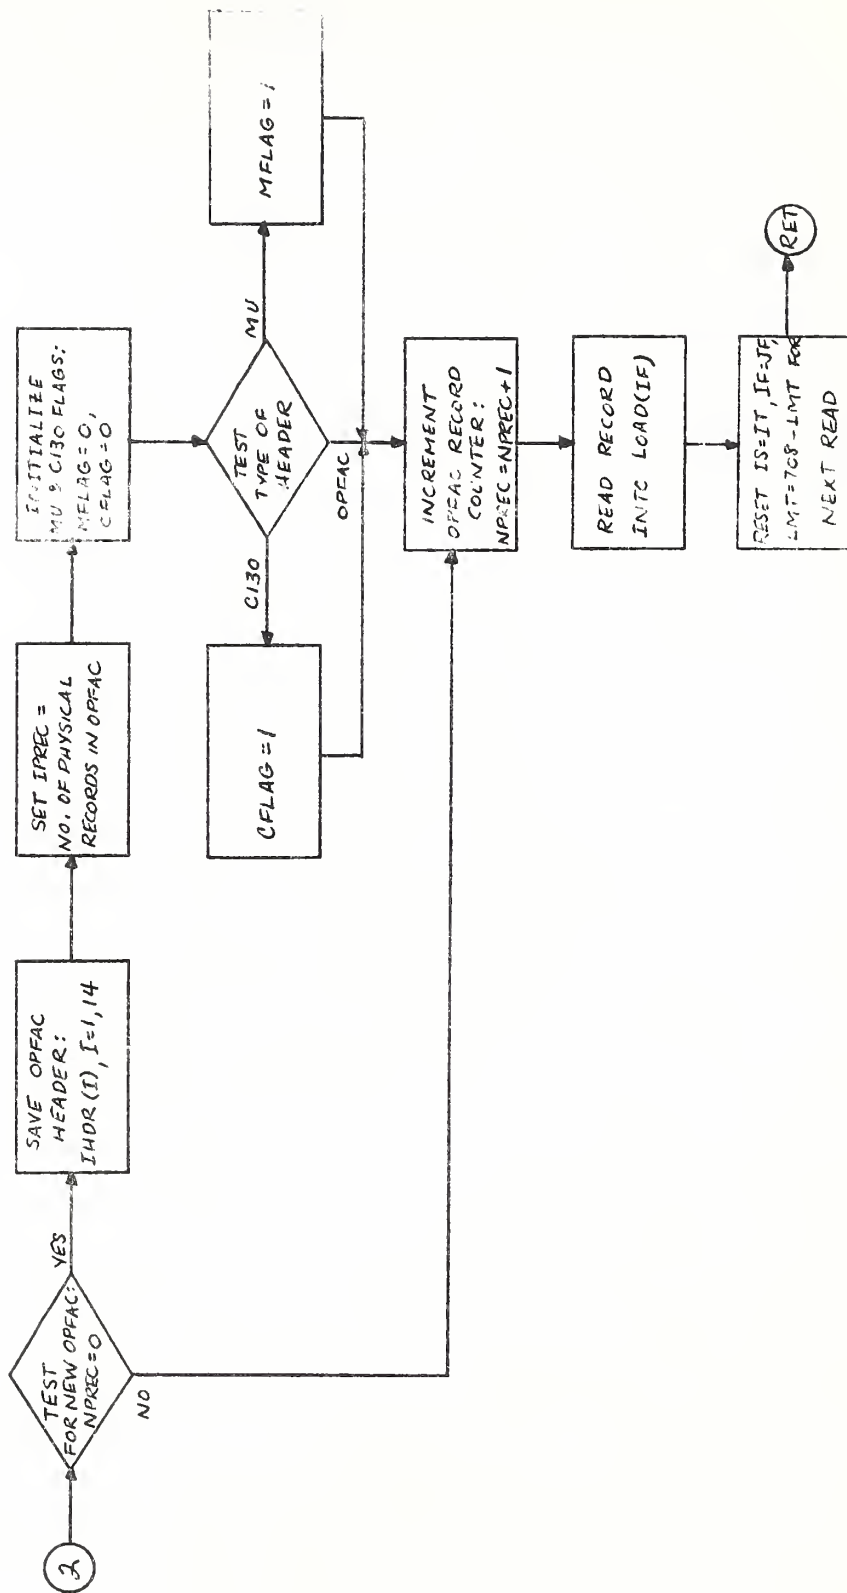 2
TEST
FOR NEW OPFAC:
NPREC=0
YES
NO
SAVE OPFAC
HEADER:
IHDR(I), I=1,14
SET IPREC=
NO. OF PHYSICAL
RECORDS IN OPFAC
INITIALIZE
MU & C130 FLAGS:
MFLAG=0,
CFLAG=0
TEST
TYPE OF
HEADER
C130
MU
OPFAC
CFLAG=1
MFLAG=1
INCREMENT
OPFAC RECORD
COUNTER:
NPREC=NPREC+1
READ RECORD
INTO LOAD(IF)
RESET IS=IT, IF=JF,
LMT=708-LMT FOR
NEXT READ
RET